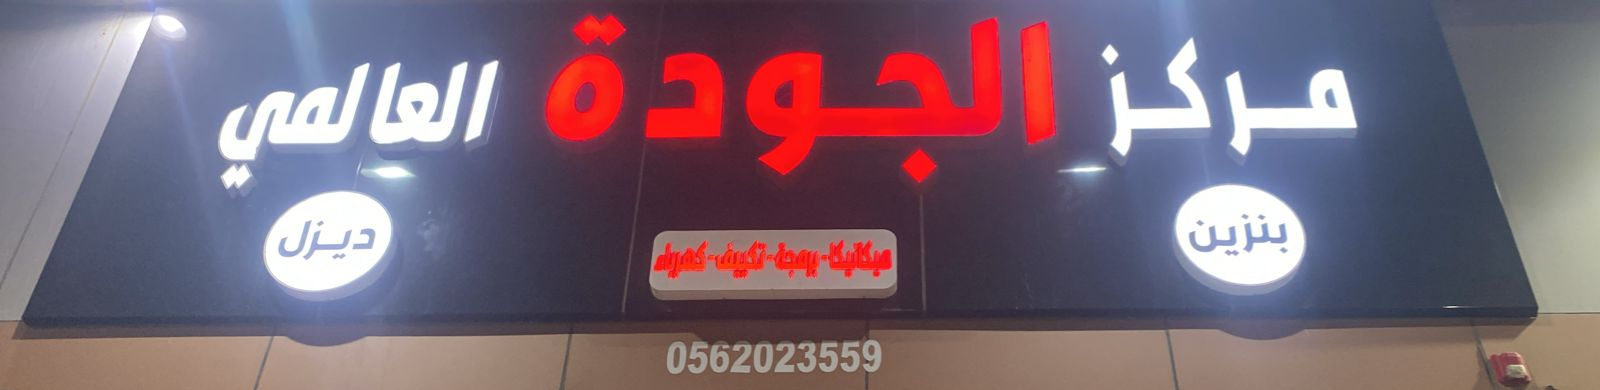 مركز الجودة العالمي
بنزين
ديزل
ميكانيكا - برمجة - تكييف - كهرباء
0562023559